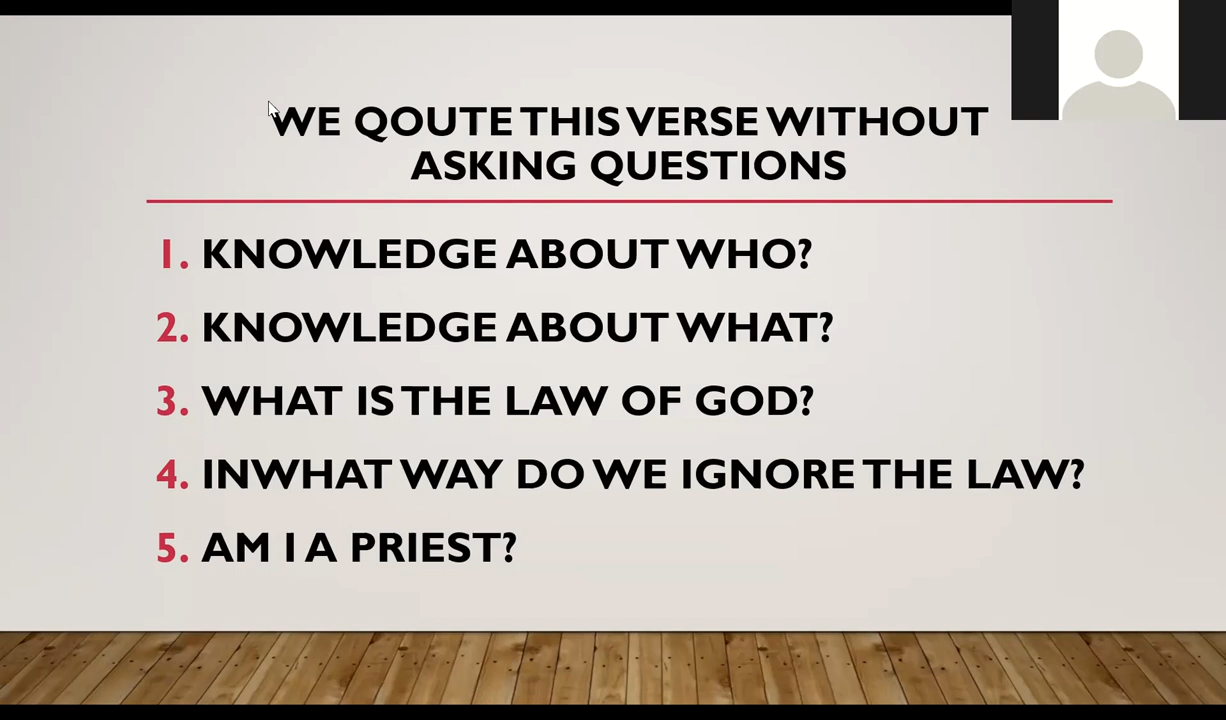 WE QOUTE THIS VERSE WITHOUT
ASKING QUESTIONS
1. KNOWLEDGE ABOUT WHO?
2. KNOWLEDGE ABOUT WHAT?
3. WHAT IS THE LAW OF GOD?
4. INWHAT WAY DO WE IGNORE THE LAW?
5. AM I A PRIEST?